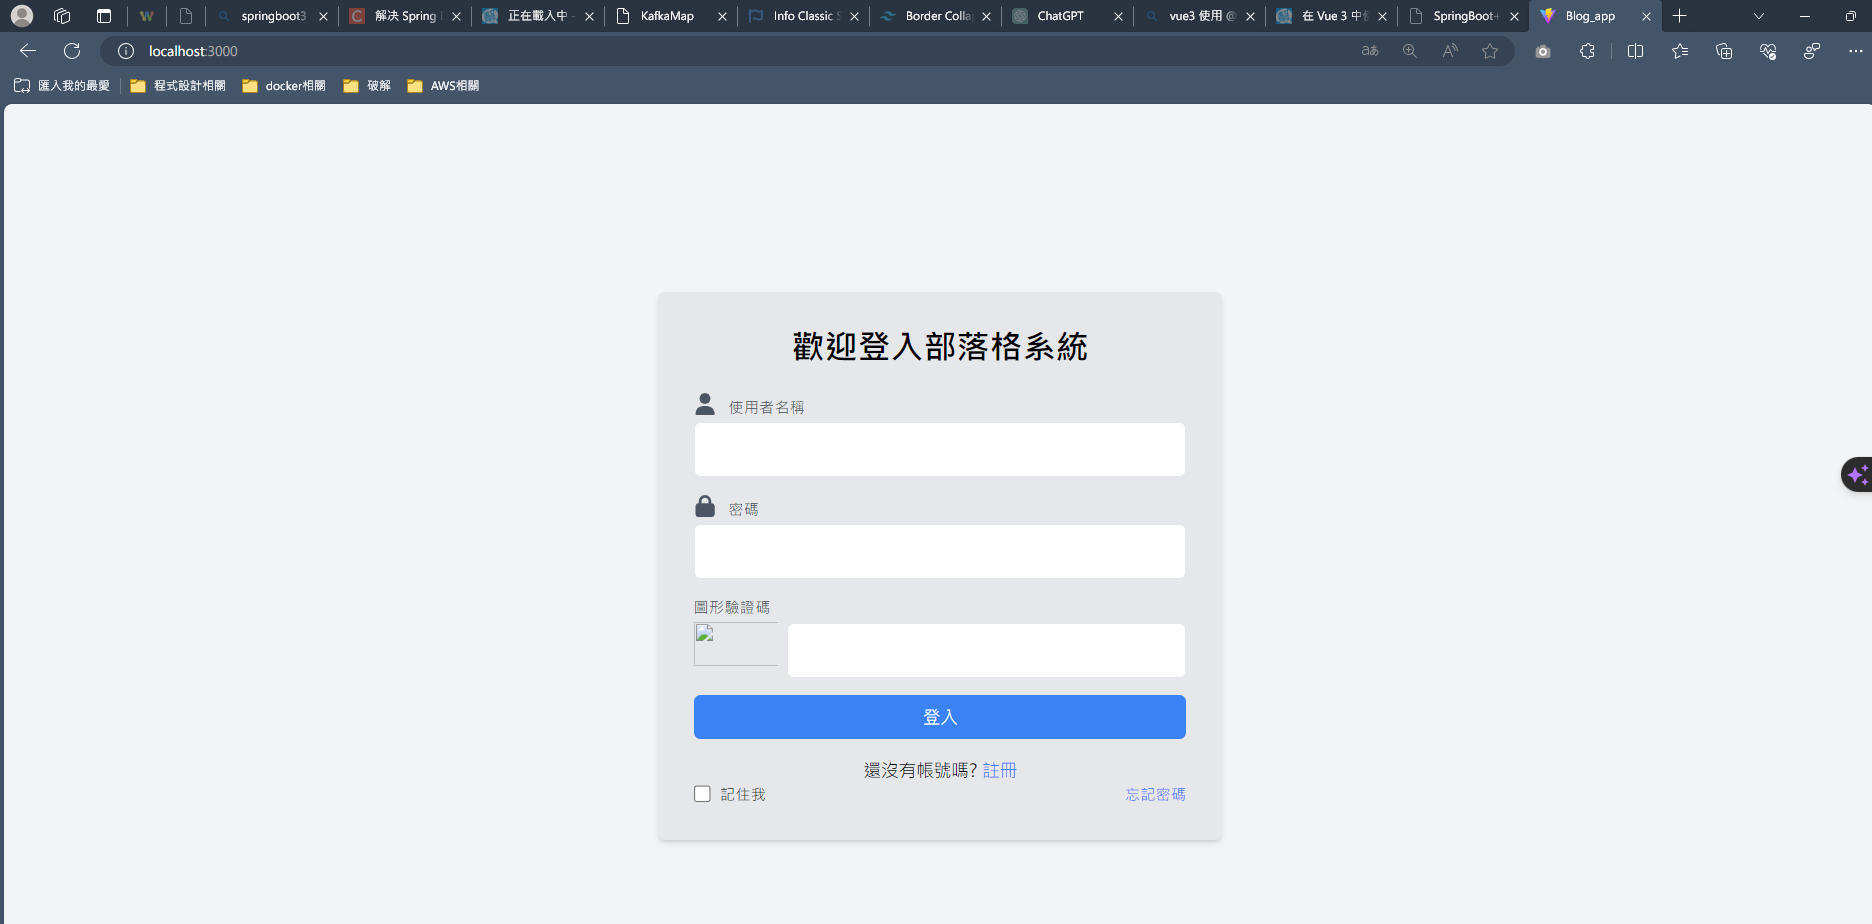 springboot3
解决 Spring
正在載入中
KafkaMap
Info Classic
Border Colla
ChatGPT
vue3 使用 @
在 Vue 3 中
SpringBoot+
Blog_app
localhost:3000
匯入我的最愛
程式設計相關
docker相關
破解
AWS相關
歡迎登入部落格系統
使用者名稱
密碼
圖形驗證碼
登入
還沒有帳號嗎? 註冊
記住我
忘記密碼